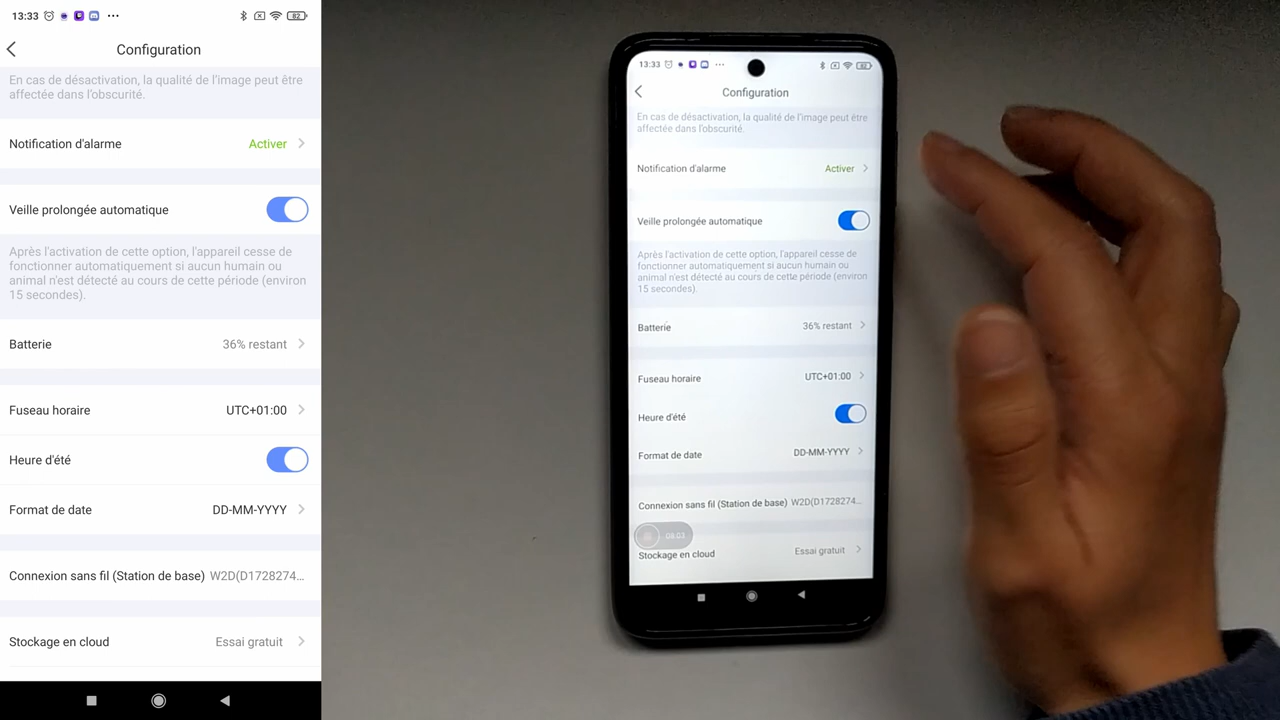 13:33
82
Configuration
En cas de désactivation, la qualité de l'image peut être
affectée dans l'obscurité.
Notification d'alarme Activer
Veille prolongée automatique
Après l'activation de cette option, l'appareil cesse de
fonctionner automatiquement si aucun humain ou
animal n'est détecté au cours de cette période (environ
15 secondes).
Batterie 36% restant
Fuseau horaire UTC+01:00
Heure d'été
Format de date DD-MM-YYYY
Connexion sans fil (Station de base) W2D(D1728274...
Stockage en cloud Essai gratuit
13:33
82
Configuration
En cas de désactivation, la qualité de l'image peut être
affectée dans l'obscurité.
Notification d'alarme Activer
Veille prolongée automatique
Après l'activation de cette option, l'appareil cesse de
fonctionner automatiquement si aucun humain ou
animal n'est détecté au cours de cette période (environ
15 secondes).
Batterie 36% restant
Fuseau horaire UTC+01:00
Heure d'été
Format de date DD-MM-YYYY
Connexion sans fil (Station de base) W2D(D1728274...
08:03
Stockage en cloud Essai gratuit